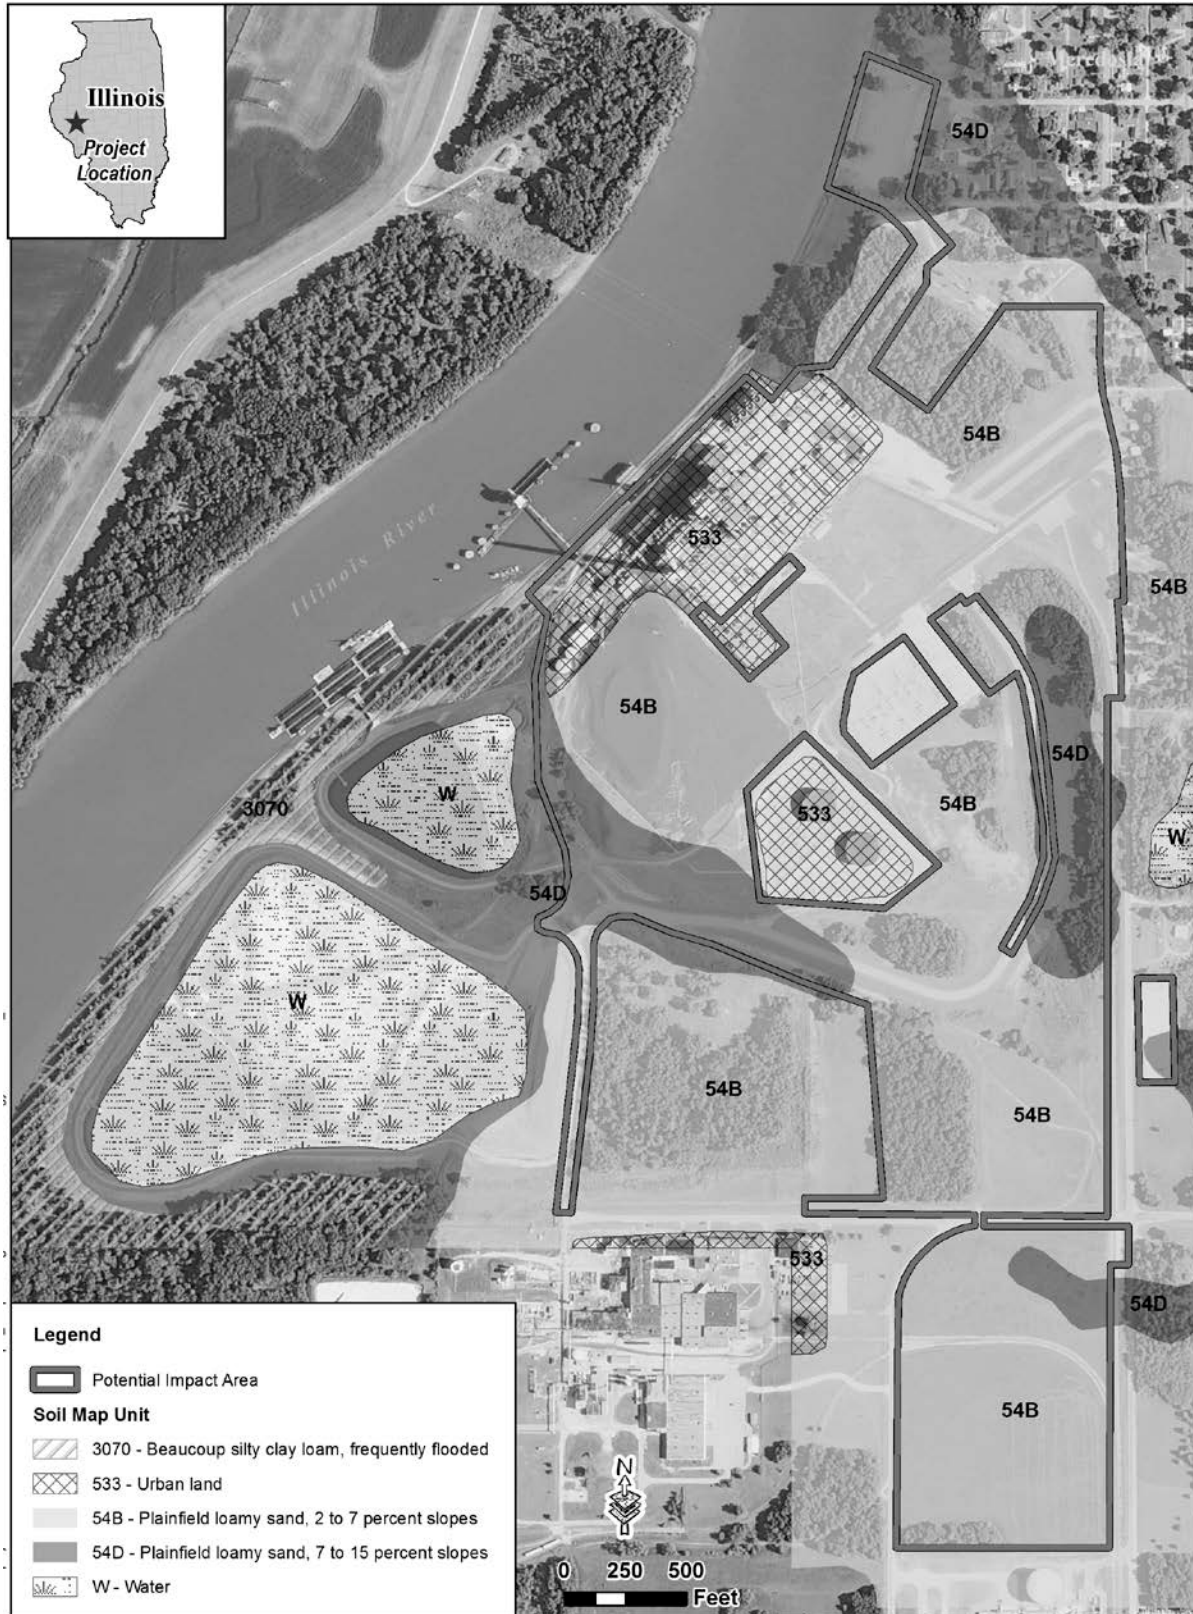 Illinois
Project
Location
Meredosia
54D
54B
533
Illinois River
54B
54B
54D
W
3070
533
54B
W
54D
W
54B
54B
533
54D
54B
Legend
Potential Impact Area
Soil Map Unit
3070 - Beaucoup silty clay loam, frequently flooded
533 - Urban land
54B - Plainfield loamy sand, 2 to 7 percent slopes
54D - Plainfield loamy sand, 7 to 15 percent slopes
W - Water
N
0 250 500
Feet